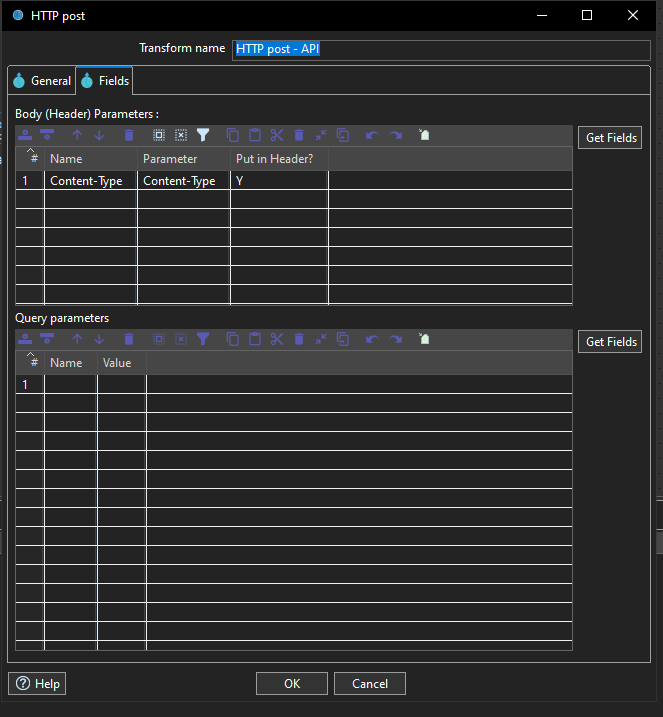 HTTP post
Transform name HTTP post - API
General Fields
Body (Header) Parameters :
Get Fields
# Name Parameter Put in Header?
1 Content-Type Content-Type Y
Query parameters
Get Fields
# Name Value
1
Help OK Cancel